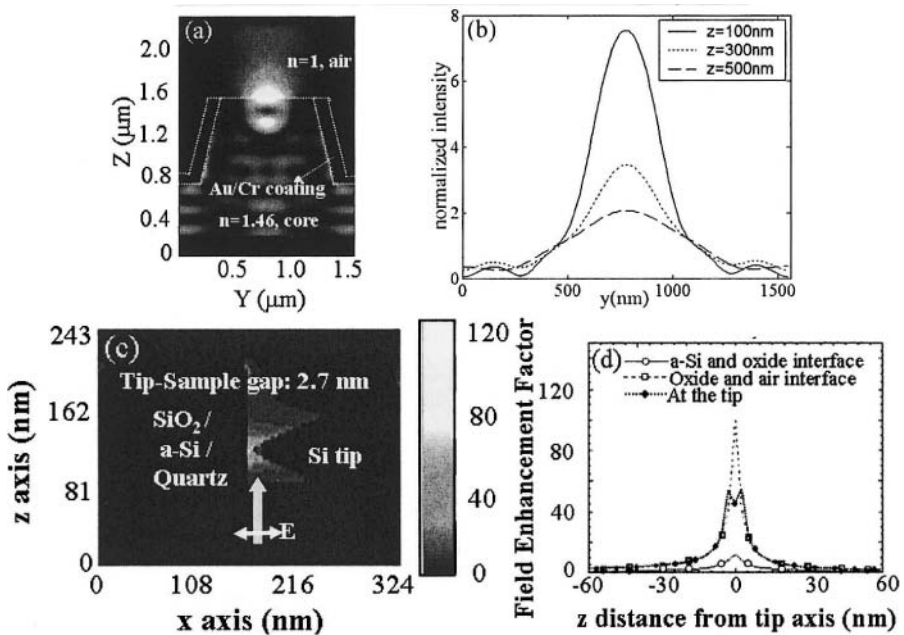 (a)
n=1, air
Au/Cr coating
n=1.46, core
2.0
1.6
1.2
0.8
0.4
0
Z (μm)
0.5
1.0
1.5
Y (μm)
(b)
z=100nm
z=300nm
z=500nm
8
6
4
2
0
normalized intensity
0
500
1000
1500
y(nm)
(c)
Tip-Sample gap: 2.7 nm
SiO2 /
a-Si /
Quartz
Si tip
E
243
162
81
0
z axis (nm)
0
108
216
324
x axis (nm)
120
80
40
0
Field Enhancement Factor
(d)
a-Si and oxide interface
Oxide and air interface
At the tip
120
80
40
0
-60
-30
0
30
60
z distance from tip axis (nm)